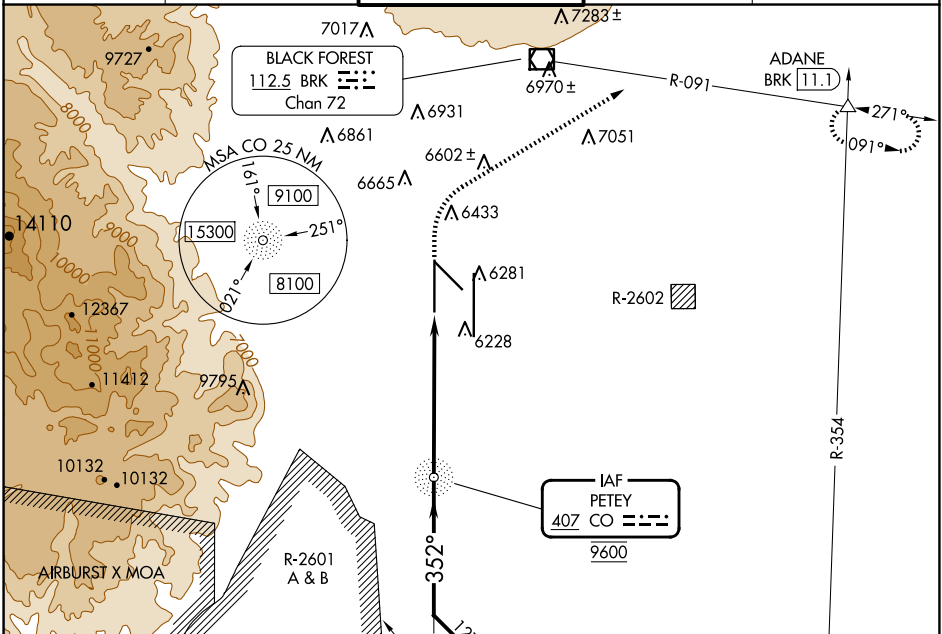 7283±
7017
9727
BLACK FOREST
112.5 BRK
Chan 72
6970±
R-091
ADANE
BRK 11.1
271°
091°
8000
6931
6861
7051
6602±
MSA CO 25 NM
161°
9100
6665
251°
15300
6433
14110
9000
021°
8100
10000
6281
R-2602
12367
6228
11000
7000
11412
9795
R-354
10132
10132
IAF
PETEY
407 CO
9600
352°
R-2601
A & B
AIRBURST X MOA